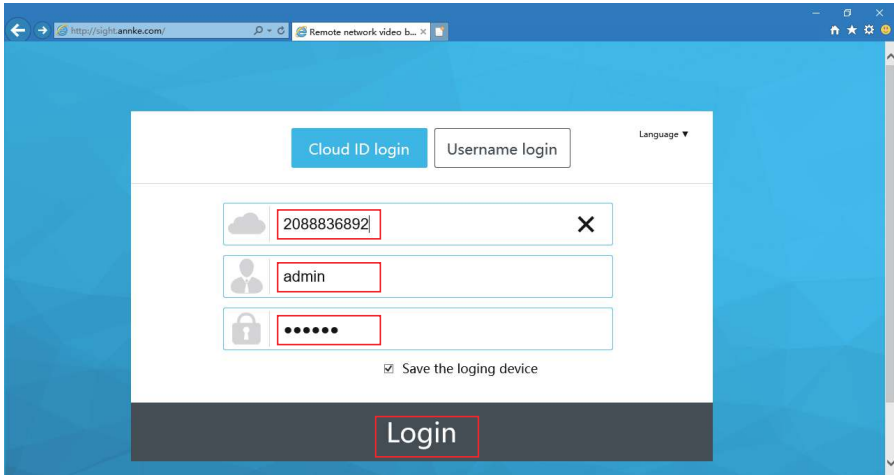 http://sight.annke.com/
Remote network video b...
Cloud ID login
Username login
Language ▼
2088836892
admin
••••••
Save the loging device
Login